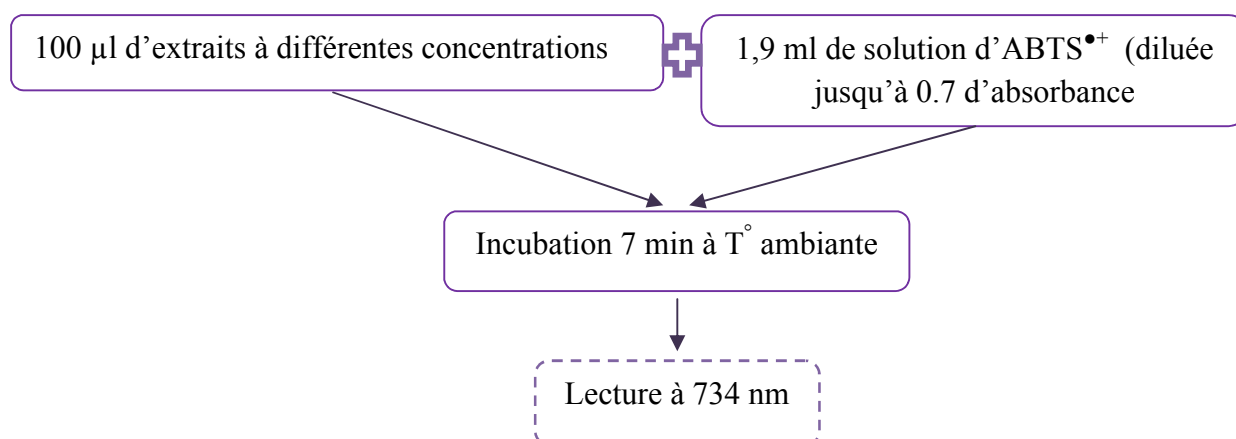 100 µl d’extraits à différentes concentrations
1,9 ml de solution d’ABTS●+ (diluée
jusqu’à 0.7 d’absorbance
Incubation 7 min à T° ambiante
Lecture à 734 nm